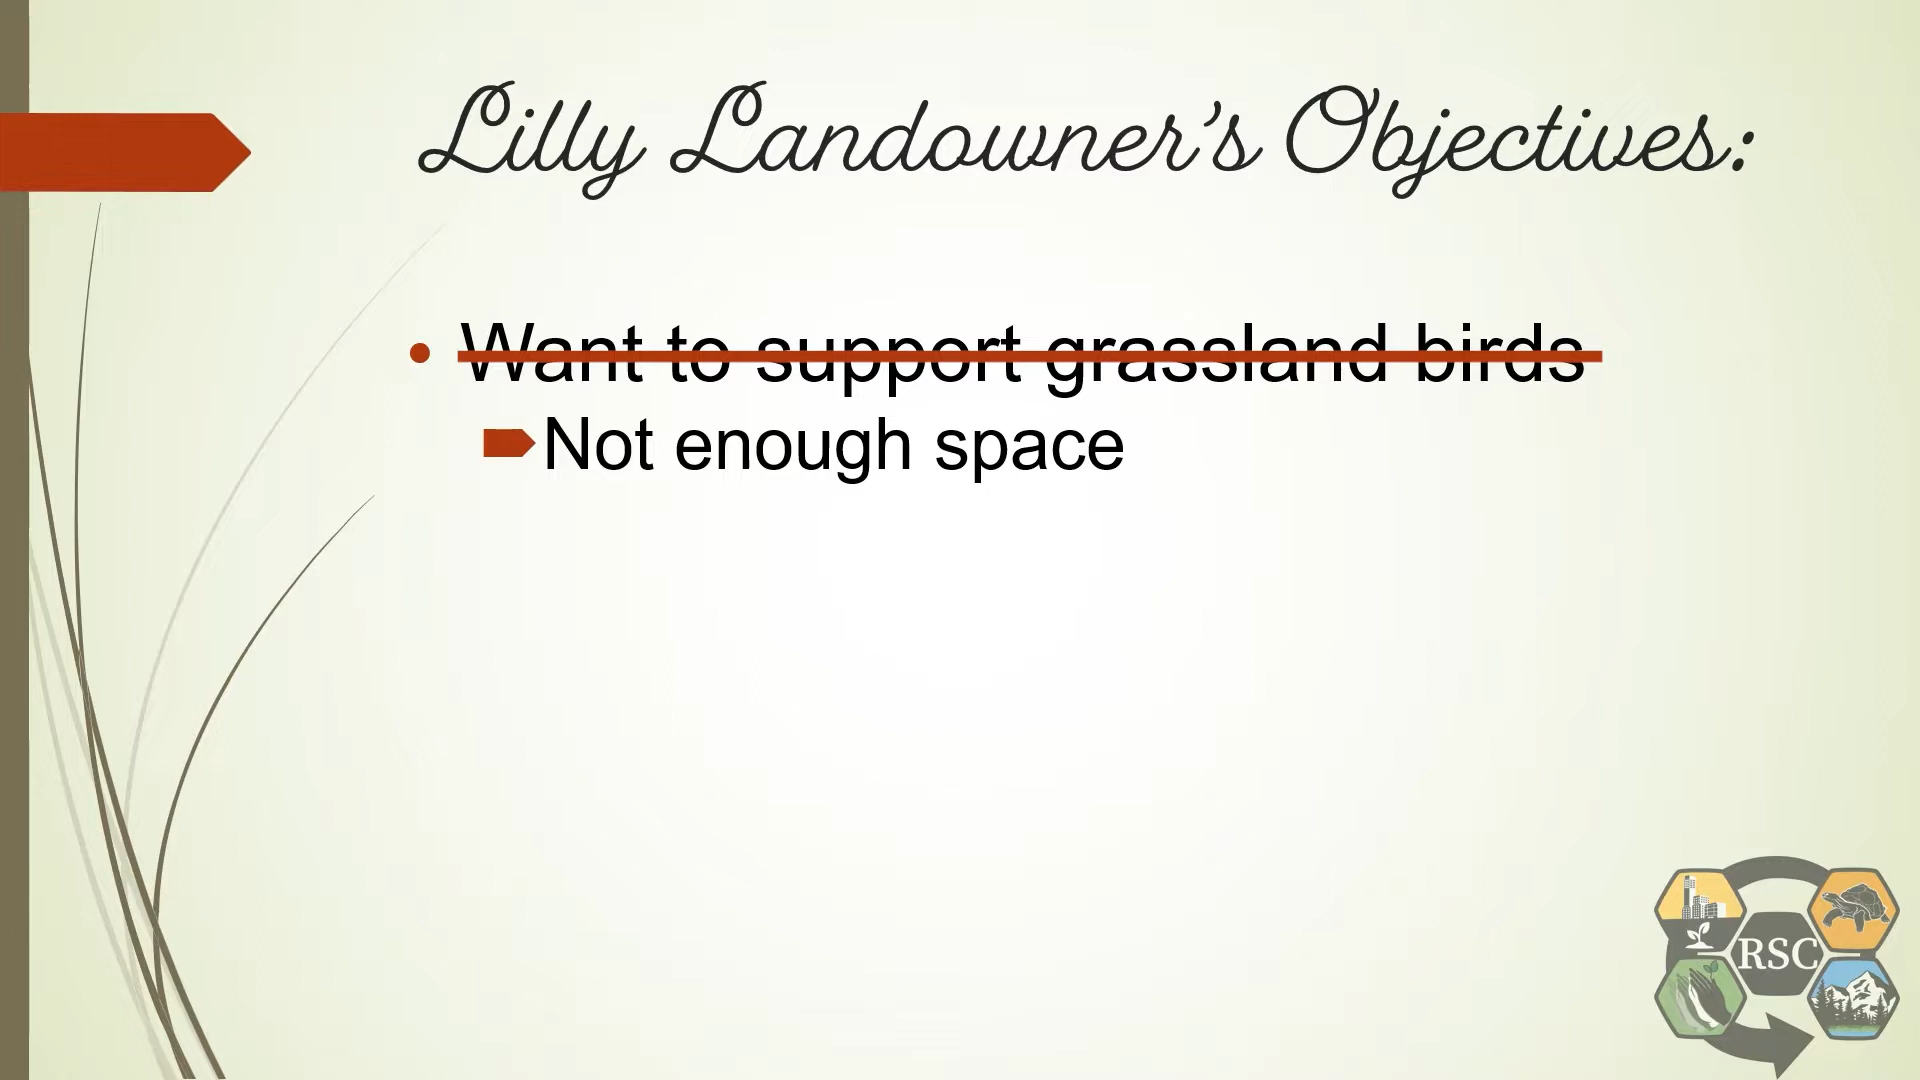 Lilly Landowner's Objectives:
• Want to support grassland birds
Not enough space
RSC